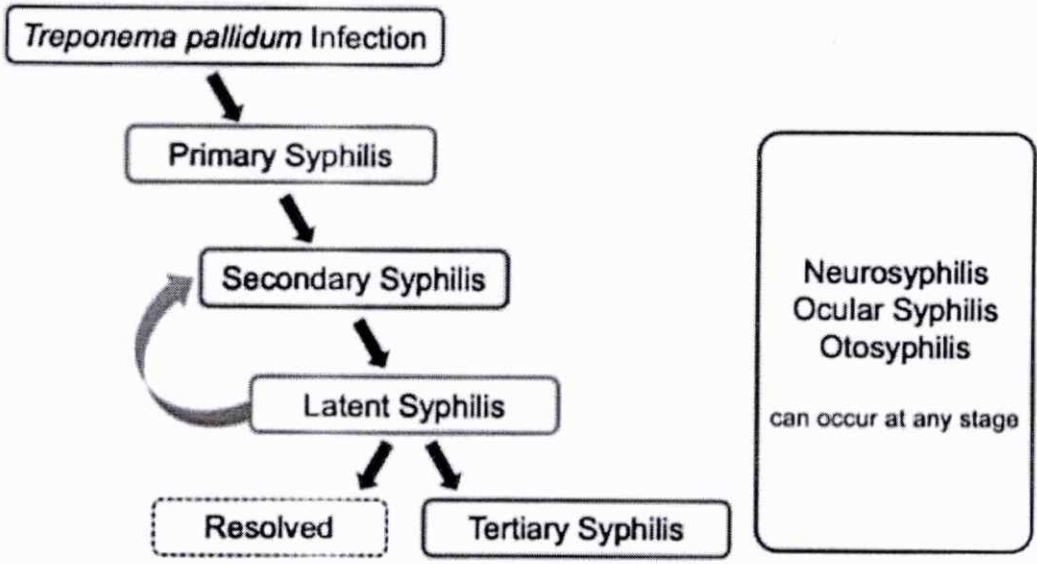 Treponema pallidum Infection
Primary Syphilis
Secondary Syphilis
Latent Syphilis
Resolved
Tertiary Syphilis
Neurosyphilis
Ocular Syphilis
Otosyphilis
can occur at any stage